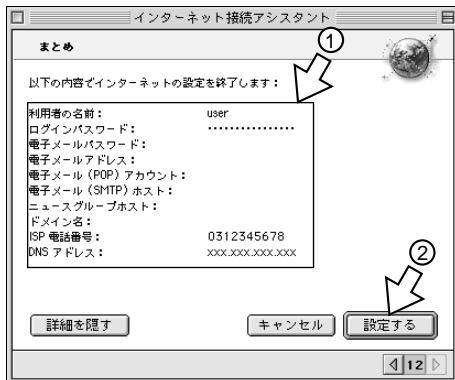 インターネット接続アシスタント
①
まとめ
以下の内容でインターネットの設定を終了します：
利用者の名前： user
ログインパスワード： ••••••••••••••••
電子メールパスワード：
電子メールアドレス：
電子メール（POP）アカウント：
電子メール（SMTP）ホスト：
ニュースグループホスト：
ドメイン名：
ISP 電話番号： 0312345678
DNS アドレス： xxx.xxx.xxx.xxx
②
詳細を隠す キャンセル 設定する
12